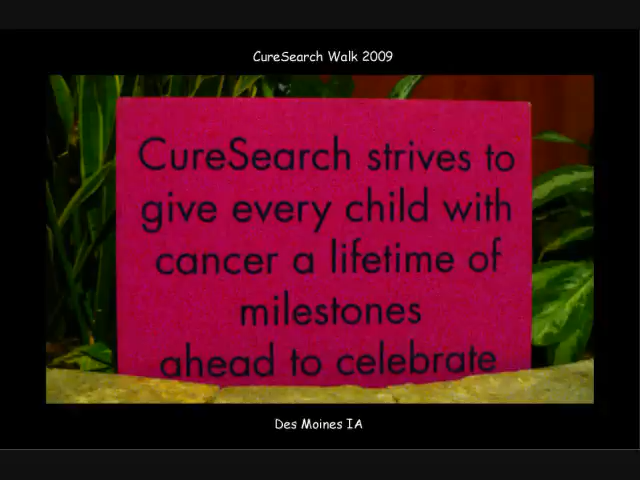 CureSearch Walk 2009
CureSearch strives to
give every child with
cancer a lifetime of
milestones
ahead to celebrate
Des Moines IA